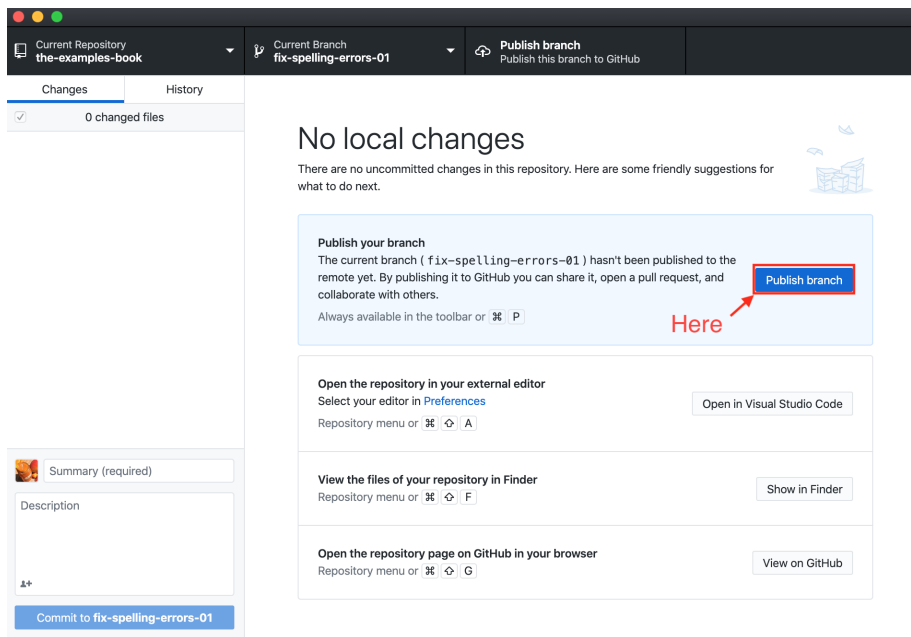 Current Repository
the-examples-book
Current Branch
fix-spelling-errors-01
Publish branch
Publish this branch to GitHub
Changes
History
0 changed files
No local changes
There are no uncommitted changes in this repository. Here are some friendly suggestions for
what to do next.
Publish your branch
The current branch ( fix-spelling-errors-01 ) hasn't been published to the
remote yet. By publishing it to GitHub you can share it, open a pull request, and
collaborate with others.
Always available in the toolbar or ⌘ P
Publish branch
Here
Open the repository in your external editor
Select your editor in Preferences
Repository menu or ⌘ ⇧ A
Open in Visual Studio Code
View the files of your repository in Finder
Repository menu or ⌘ ⇧ F
Show in Finder
Open the repository page on GitHub in your browser
Repository menu or ⌘ ⇧ G
View on GitHub
Summary (required)
Description
Commit to fix-spelling-errors-01